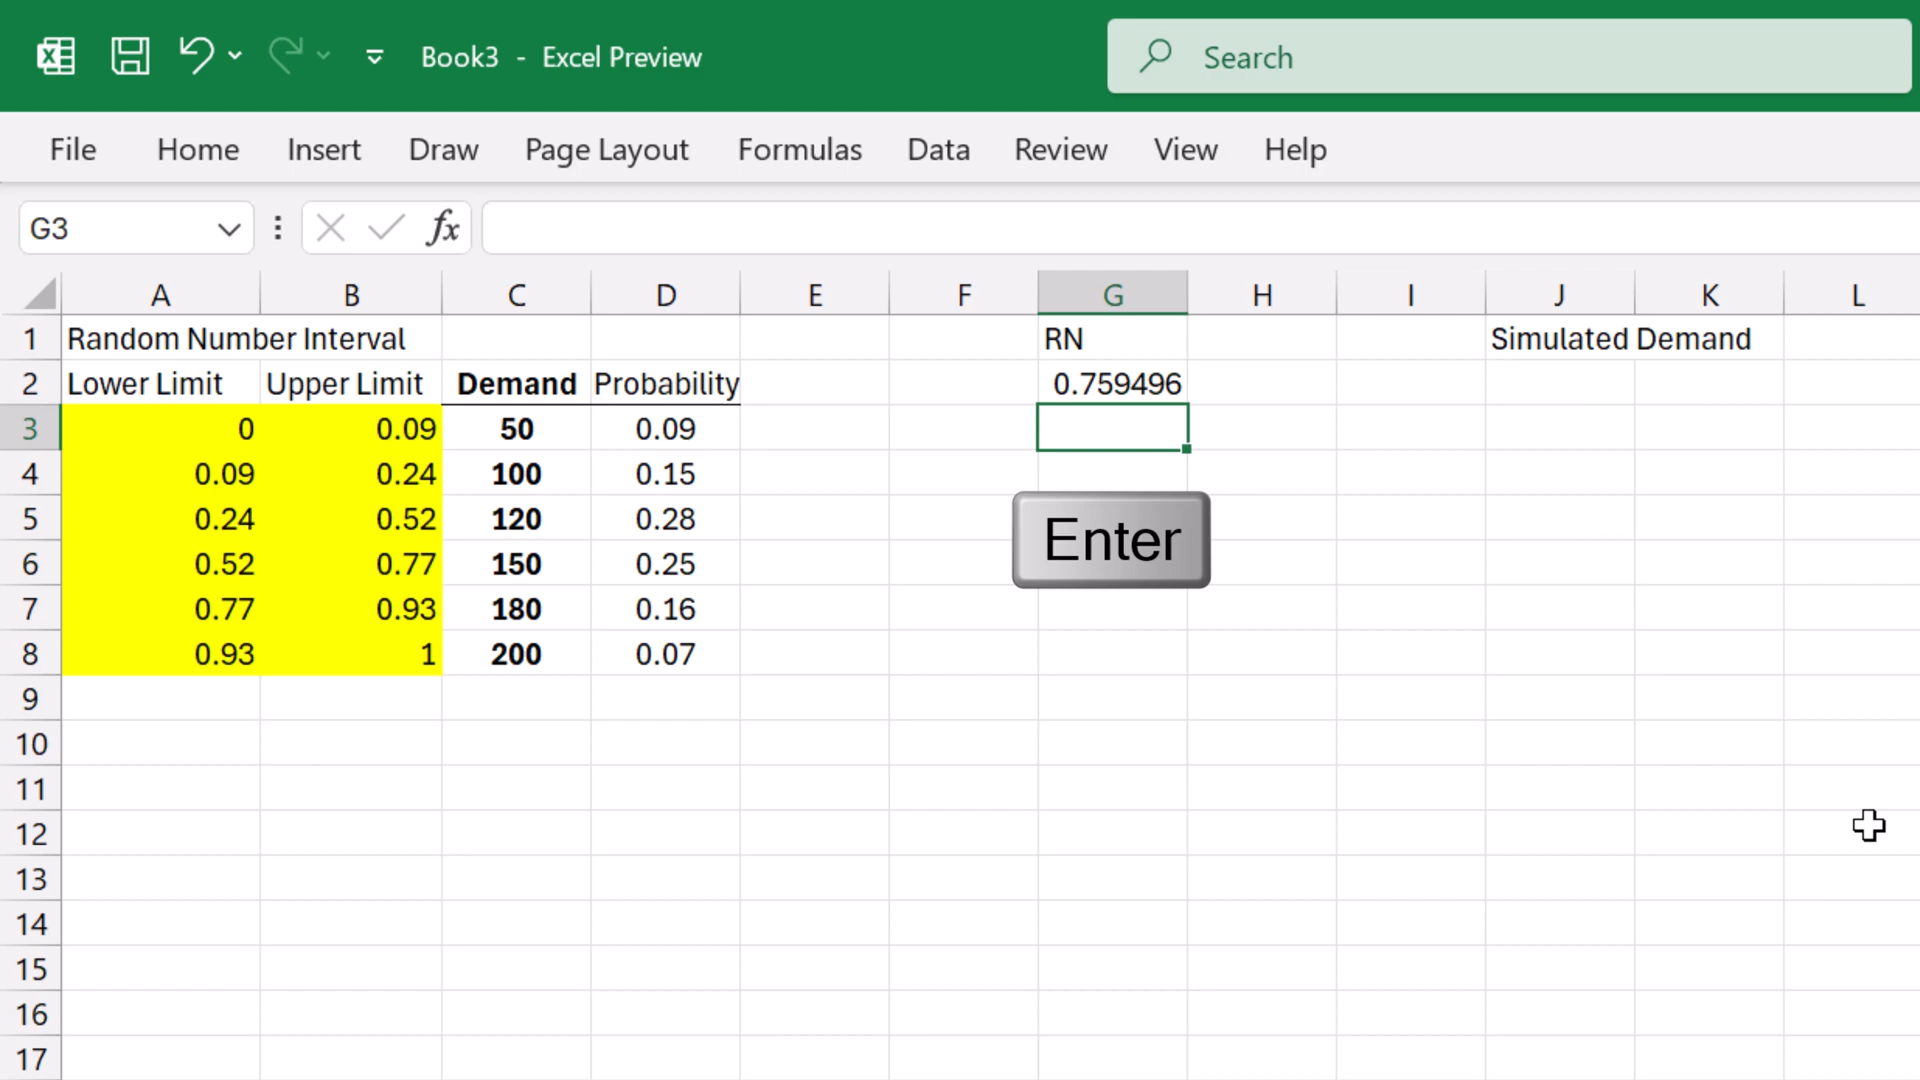 Book3 - Excel Preview
Search
File Home Insert Draw Page Layout Formulas Data Review View Help
G3 fx
A B C D E F G H I J K L
1 Random Number Interval RN Simulated Demand
2 Lower Limit Upper Limit Demand Probability 0.759496
3 0 0.09 50 0.09
4 0.09 0.24 100 0.15
5 0.24 0.52 120 0.28
Enter
6 0.52 0.77 150 0.25
7 0.77 0.93 180 0.16
8 0.93 1 200 0.07
9
10
11
12
13
14
15
16
17